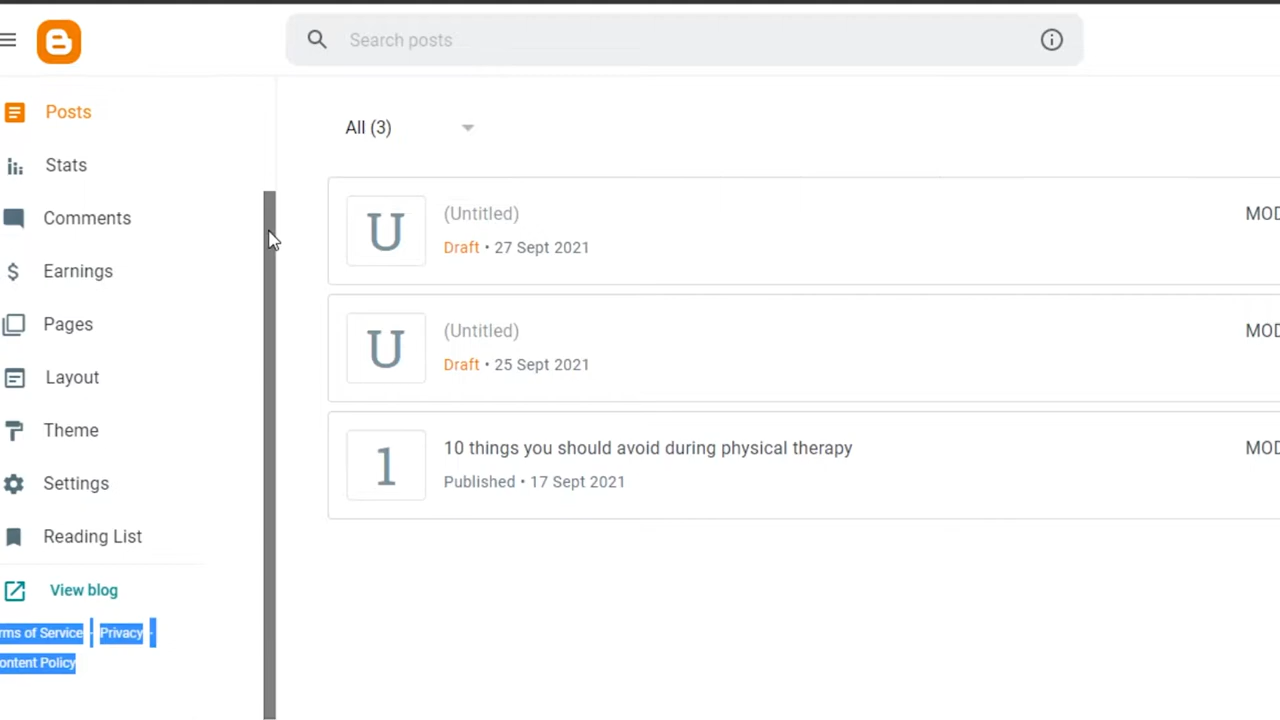 Search posts
Posts
Stats
Comments
Earnings
Pages
Layout
Theme
Settings
Reading List
View blog
rms of Service · Privacy ·
ontent Policy
All (3)
U
(Untitled)
MOD
Draft • 27 Sept 2021
U
(Untitled)
MOD
Draft • 25 Sept 2021
1
10 things you should avoid during physical therapy
MOD
Published • 17 Sept 2021